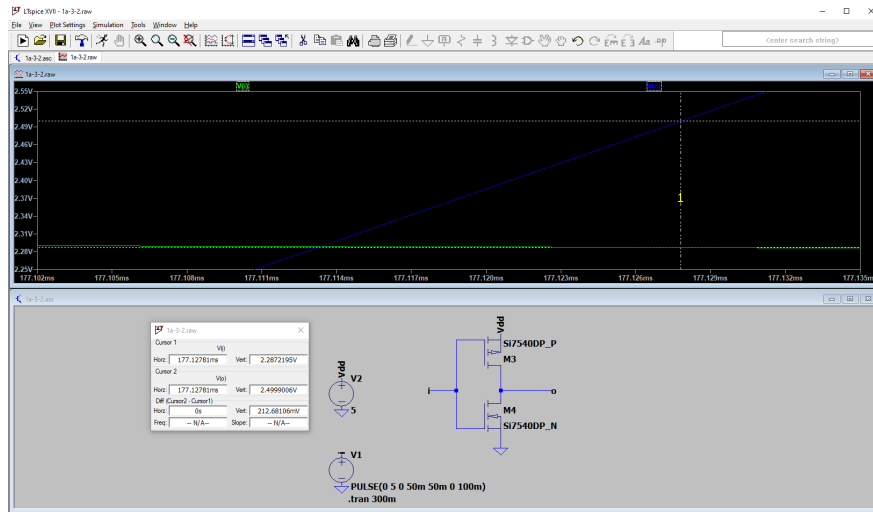 LTspice XVII - 1a-3-2.raw
File View Plot Settings Simulation Tools Window Help
<enter search string>
1a-3-2.asc 1a-3-2.raw
1a-3-2.raw
V(i)
2.55V
2.52V
2.49V
2.46V
2.43V
2.40V
2.37V
2.34V
2.31V
2.28V
2.25V
1
177.102ms 177.105ms 177.108ms 177.111ms 177.114ms 177.117ms 177.120ms 177.123ms 177.126ms 177.129ms 177.132ms 177.135ms
1a-3-2.asc
1a-3-2.raw
Cursor 1
V(i)
Horz: 177.12781ms Vert: 2.2872195V
Cursor 2
V(o)
Horz: 177.12781ms Vert: 2.4999006V
Diff (Cursor2 - Cursor1)
Horz: 0s Vert: 212.68106mV
Freq: -- N/A-- Slope: -- N/A--
Vdd
V2
5
V1
i
PULSE(0 5 0 50m 50m 0 100m)
.tran 300m
Vdd
Si7540DP_P
M3
i
o
M4
Si7540DP_N